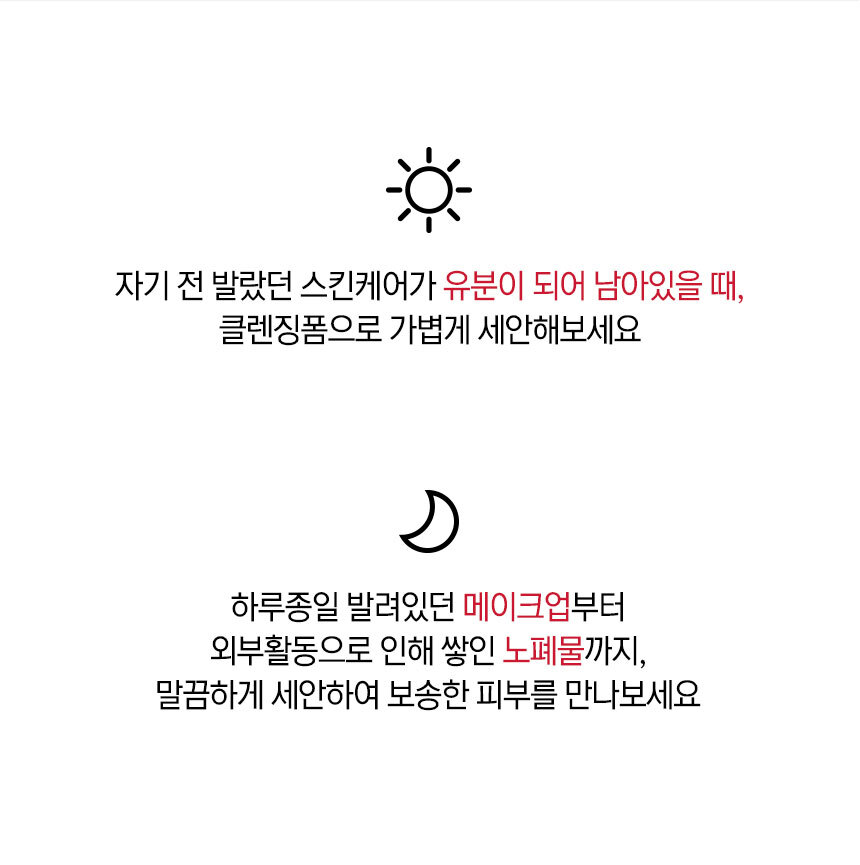 자기 전 발랐던 스킨케어가 유분이 되어 남아있을 때,
클렌징폼으로 가볍게 세안해보세요
하루종일 발려있던 메이크업부터
외부활동으로 인해 쌓인 노폐물까지,
말끔하게 세안하여 보송한 피부를 만나보세요